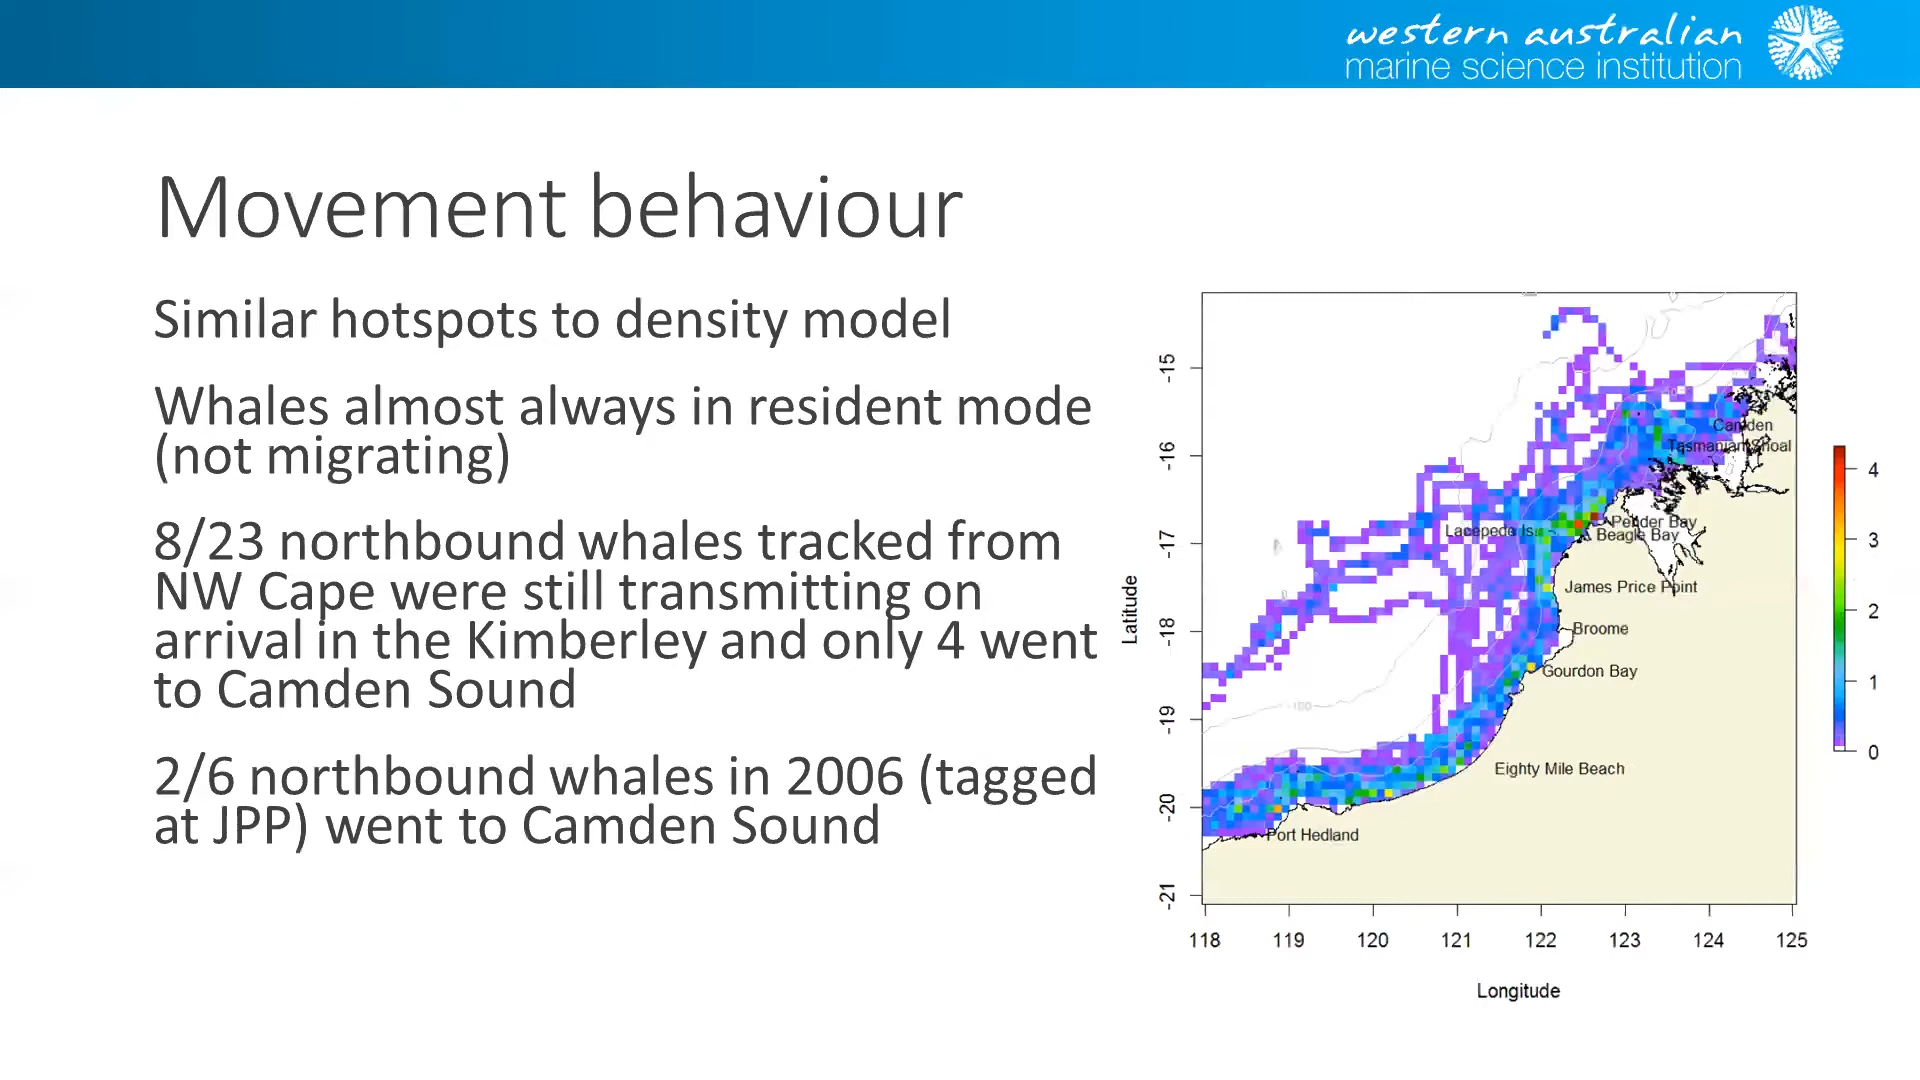 western australian
marine science institution
Movement behaviour
Similar hotspots to density model
Whales almost always in resident mode
(not migrating)
8/23 northbound whales tracked from
NW Cape were still transmitting on
arrival in the Kimberley and only 4 went
to Camden Sound
2/6 northbound whales in 2006 (tagged
at JPP) went to Camden Sound
Latitude
-15
-16
-17
-18
-19
-20
-21
Camden
Tasmanian Shoal
Lacepede Is
Pender Bay
Beagle Bay
James Price Point
Broome
Gourdon Bay
-100
Eighty Mile Beach
Port Hedland
118 119 120 121 122 123 124 125
Longitude
4
3
2
1
0